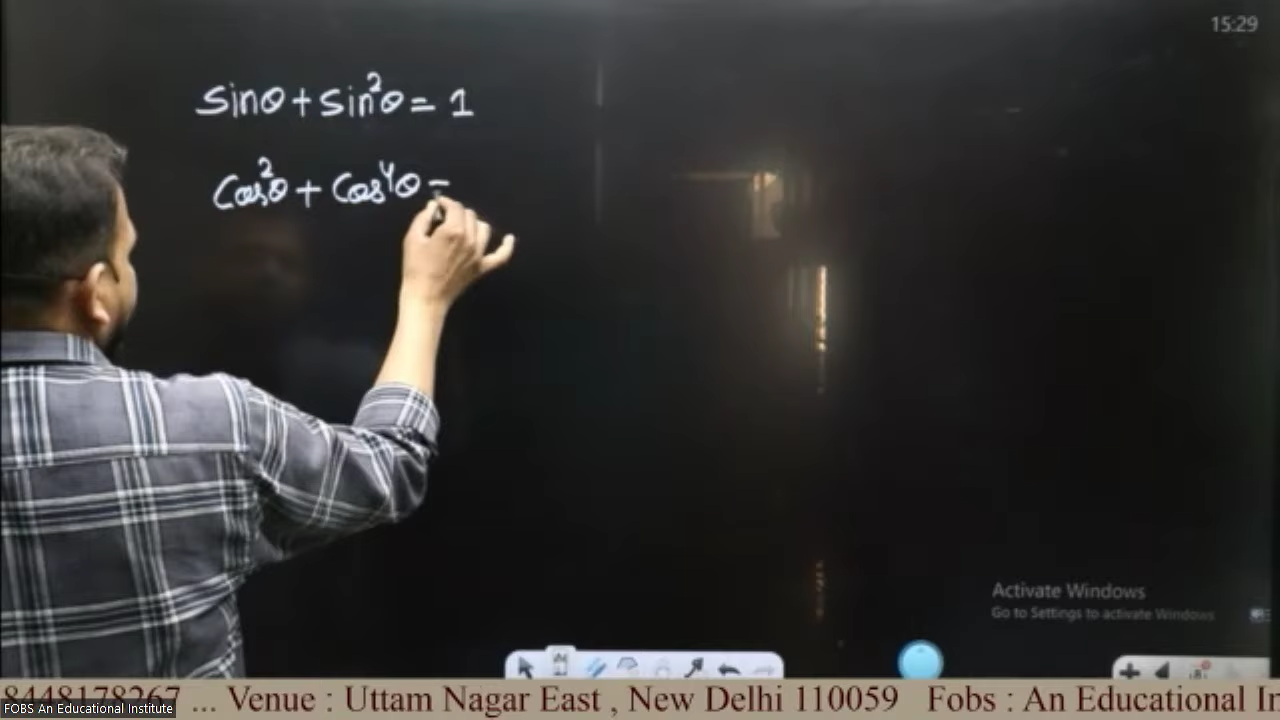 15:29
sinθ + sin²θ = 1
cos²θ + cos⁴θ =
Activate Windows
Go to Settings to activate Windows
8448178267 ... Venue : Uttam Nagar East , New Delhi 110059 Fobs : An Educational In
FOBS An Educational Institute